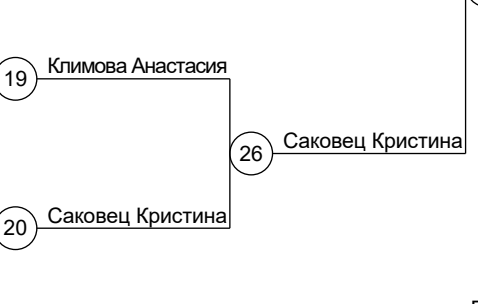 19 Климова Анастасия
26 Саковец Кристина
20 Саковец Кристина